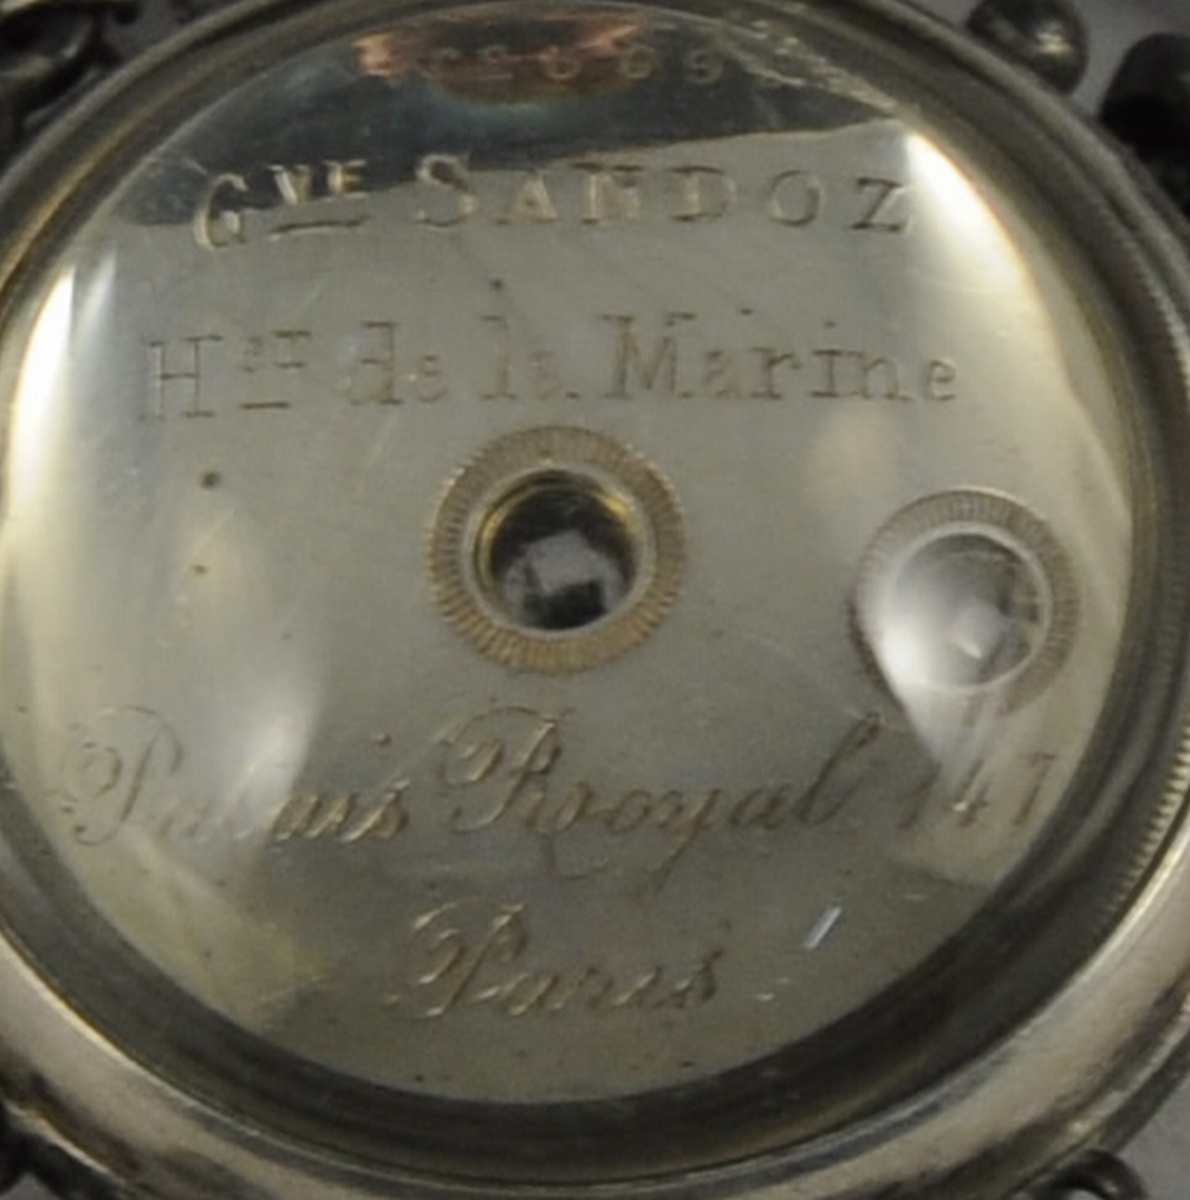 Gve SANDOZ
Her de la Marine
Palais Royal 147
Paris